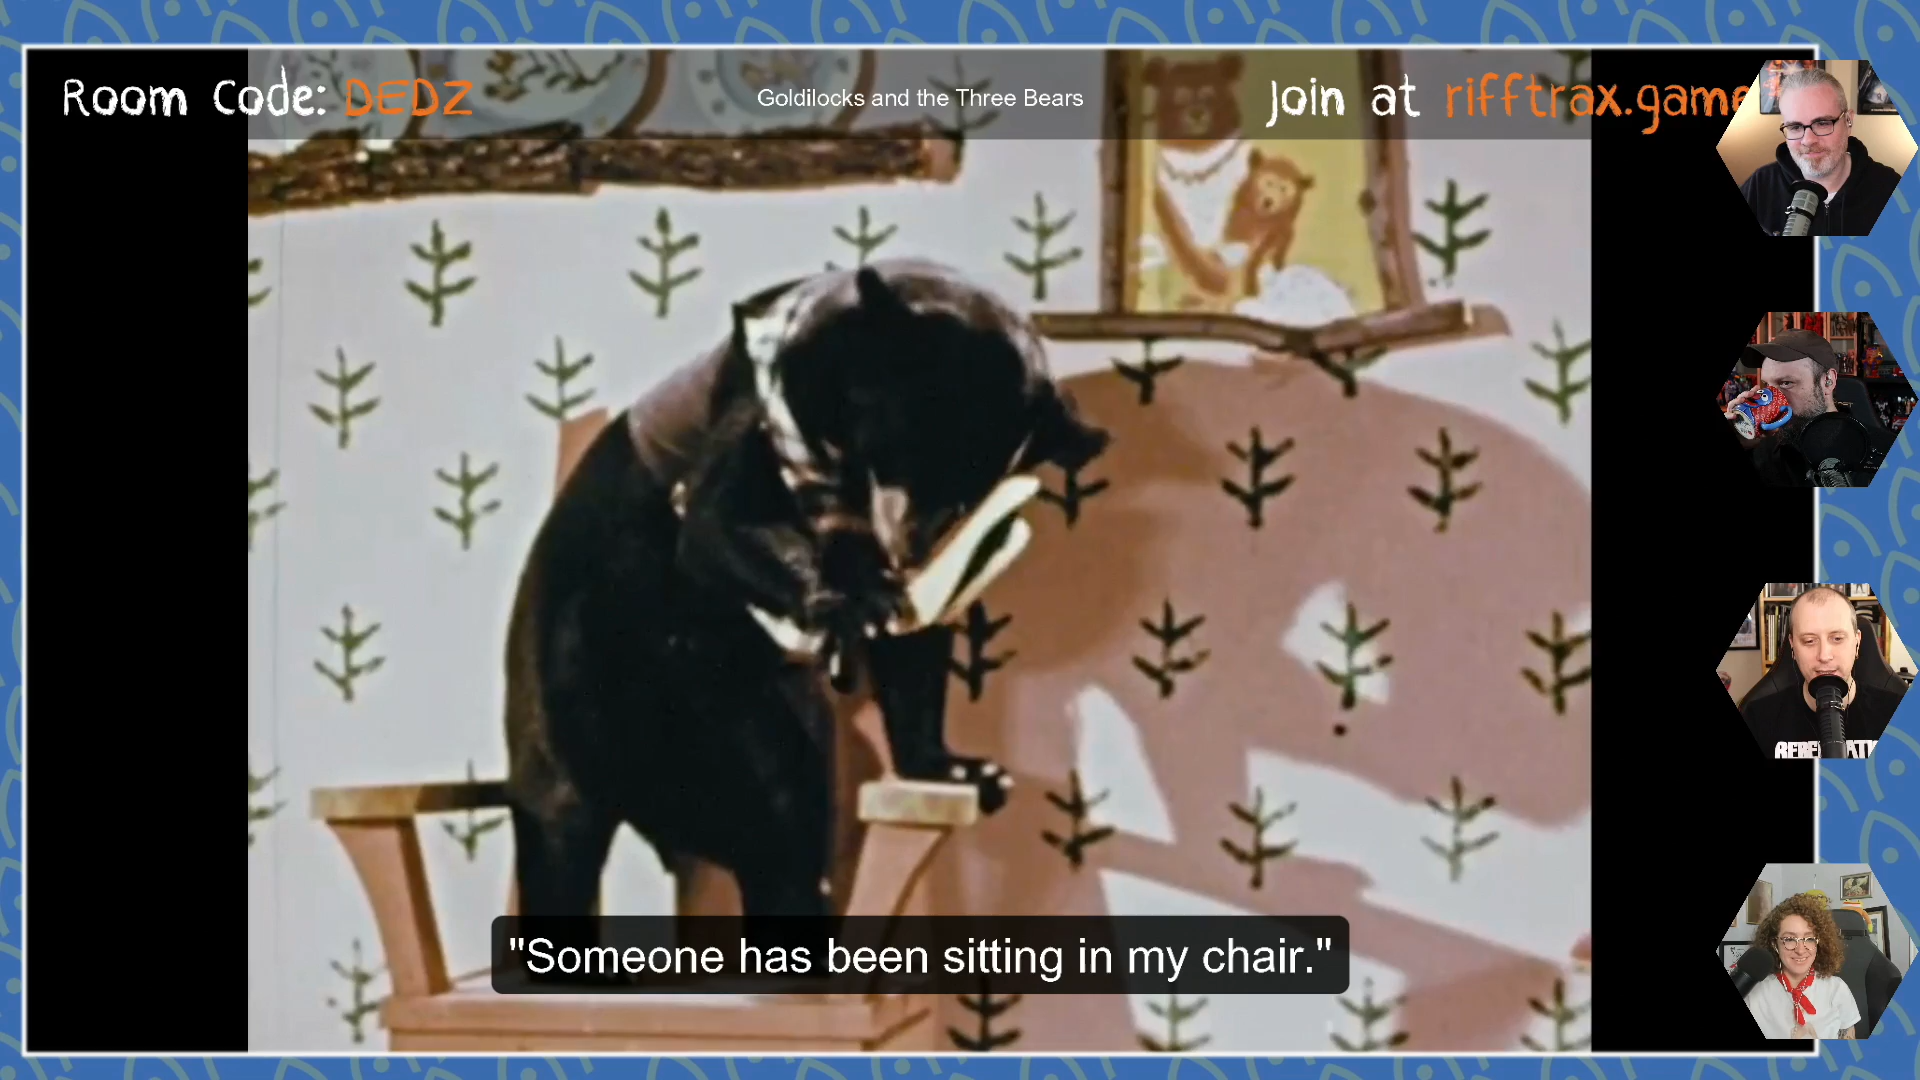 Room Code: DEDZ
Goldilocks and the Three Bears
Join at rifftrax.game
"Someone has been sitting in my chair."